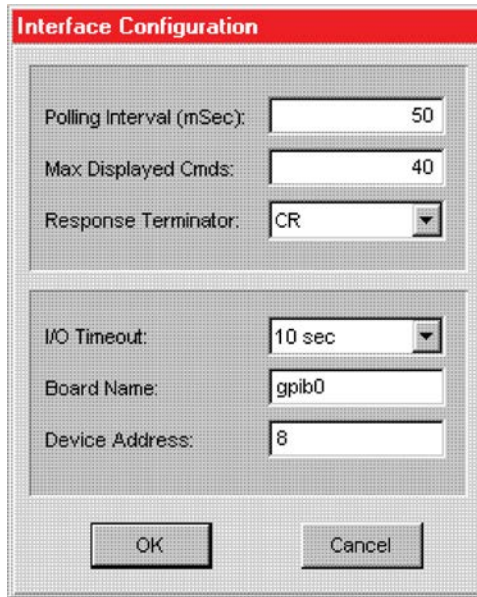 Interface Configuration
Polling Interval (mSec): 50
Max Displayed Cmds: 40
Response Terminator: CR
I/O Timeout: 10 sec
Board Name: gpib0
Device Address: 8
OK Cancel